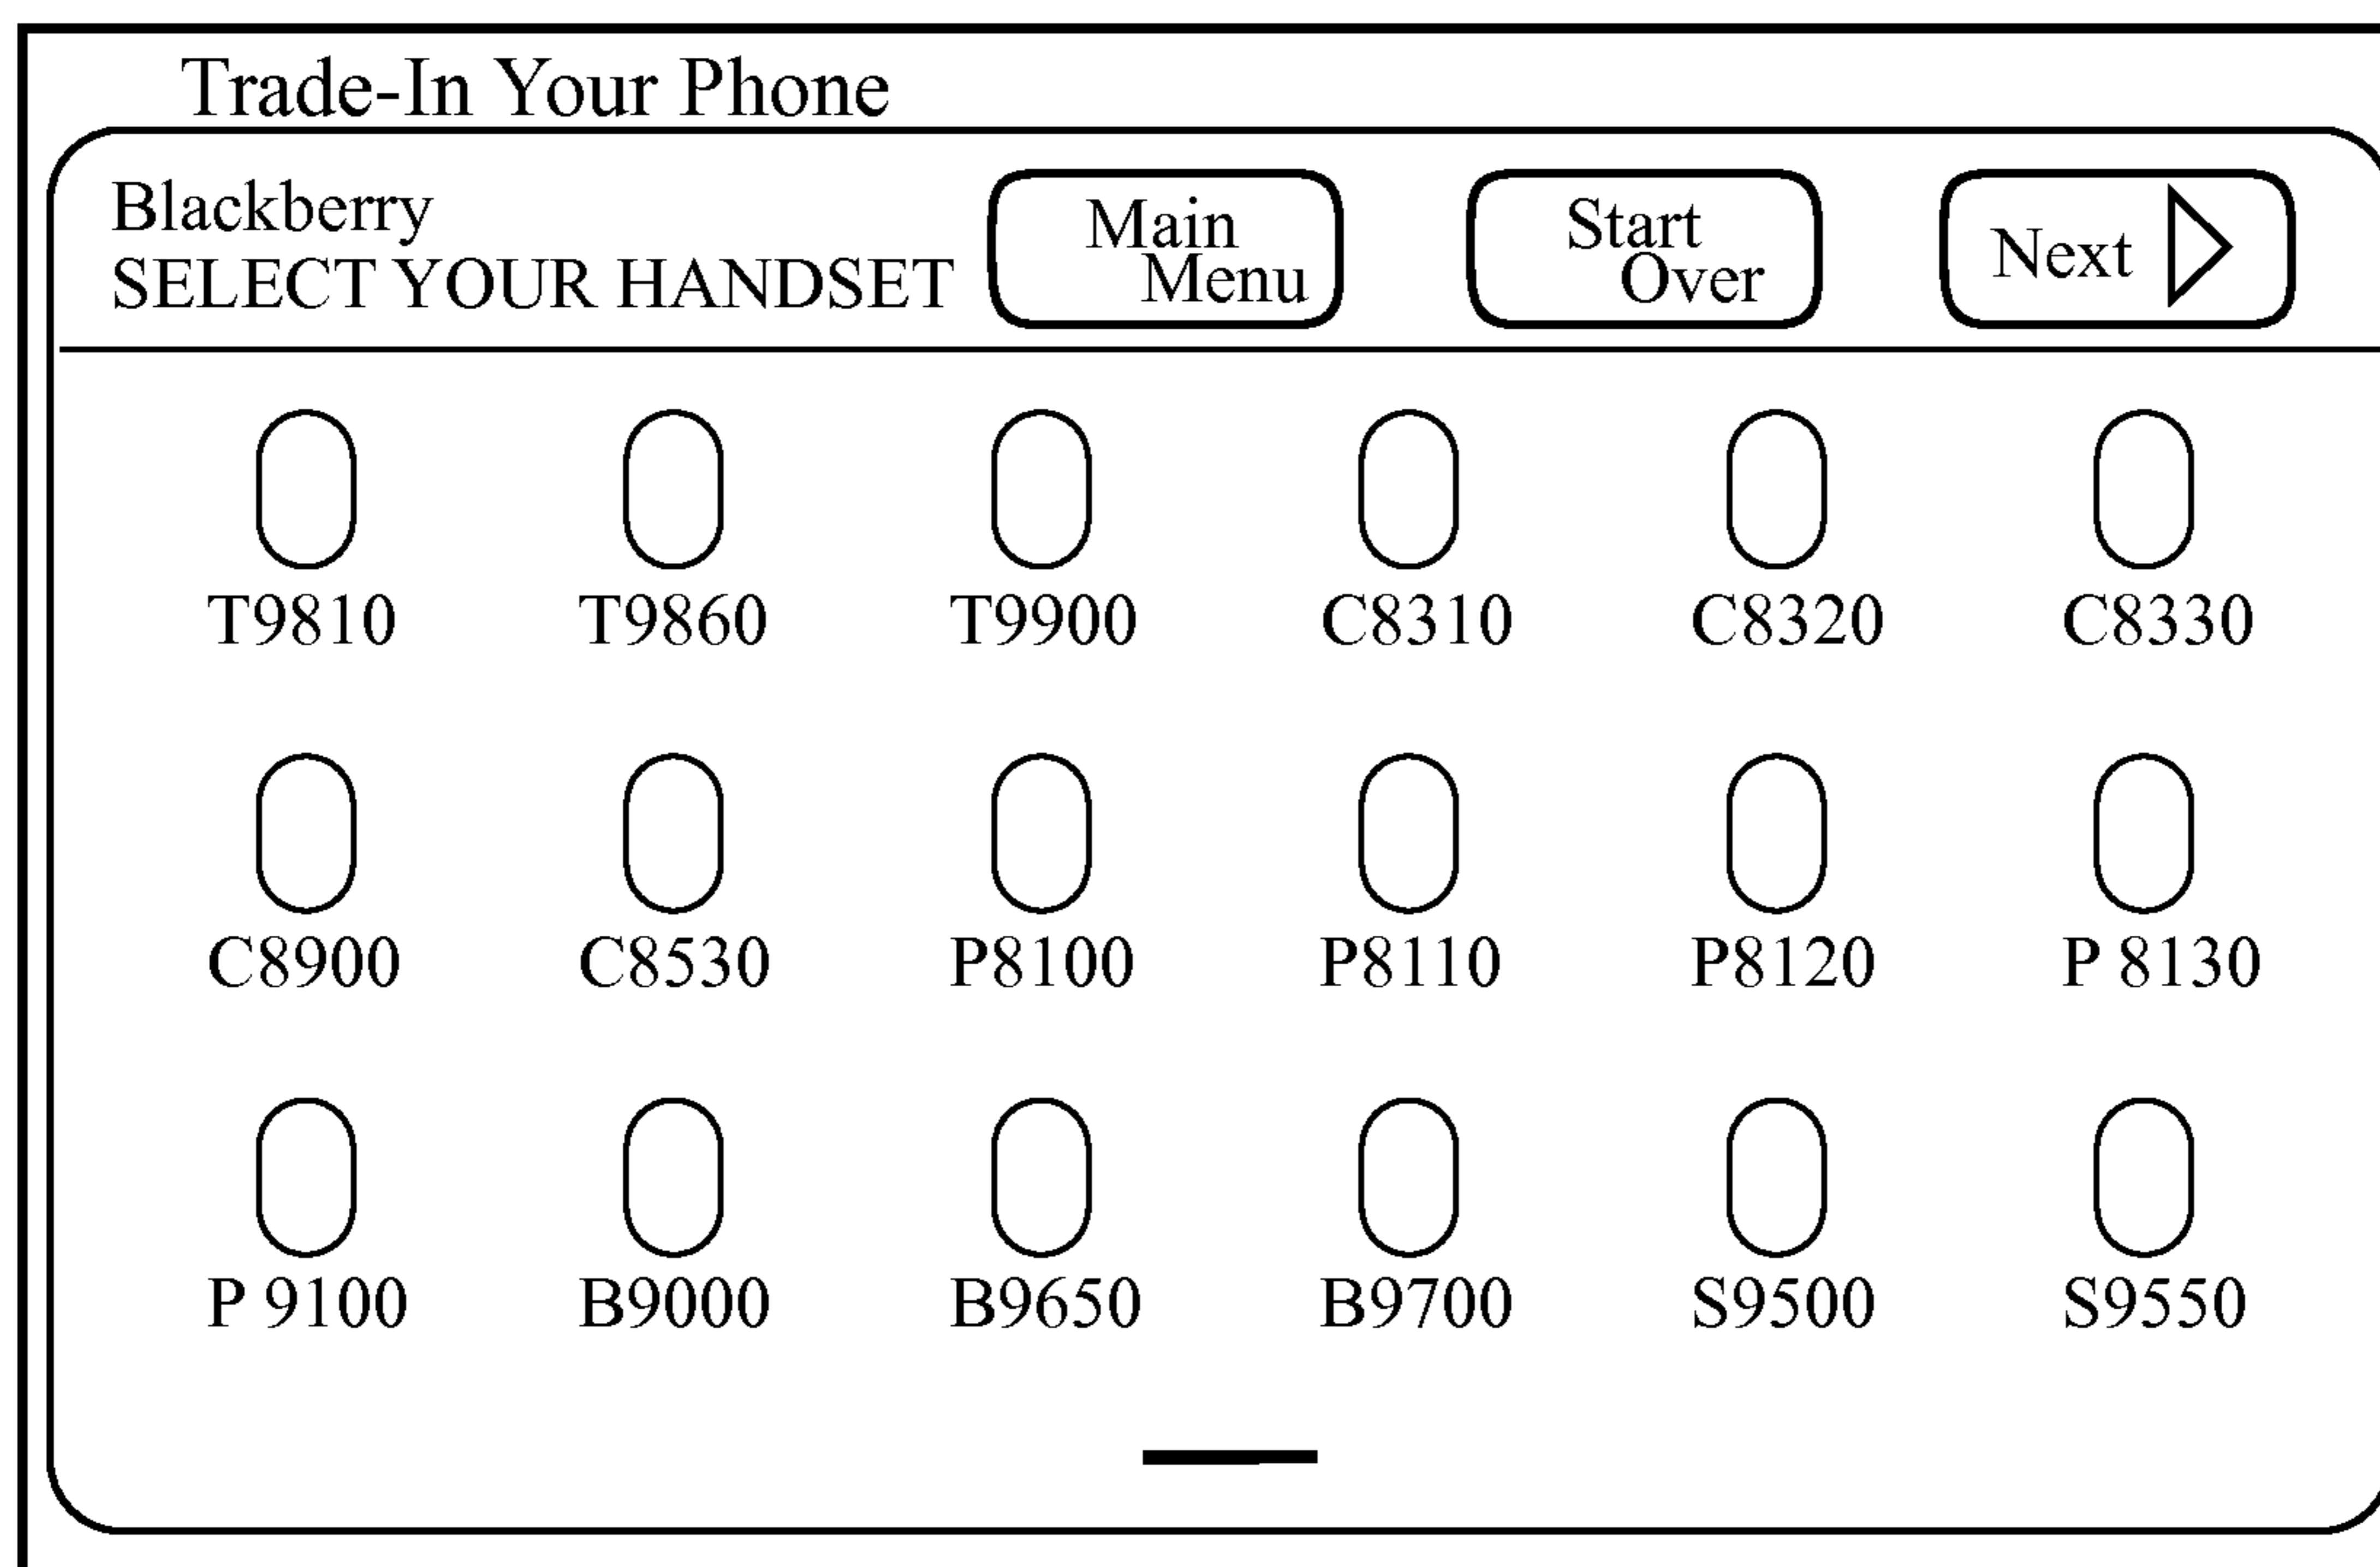 Trade-In Your Phone
Blackberry
SELECT YOUR HANDSET
Main
Menu
Start
Over
Next
T9810 T9860 T9900 C8310 C8320 C8330
C8900 C8530 P8100 P8110 P8120 P 8130
P 9100 B9000 B9650 B9700 S9500 S9550